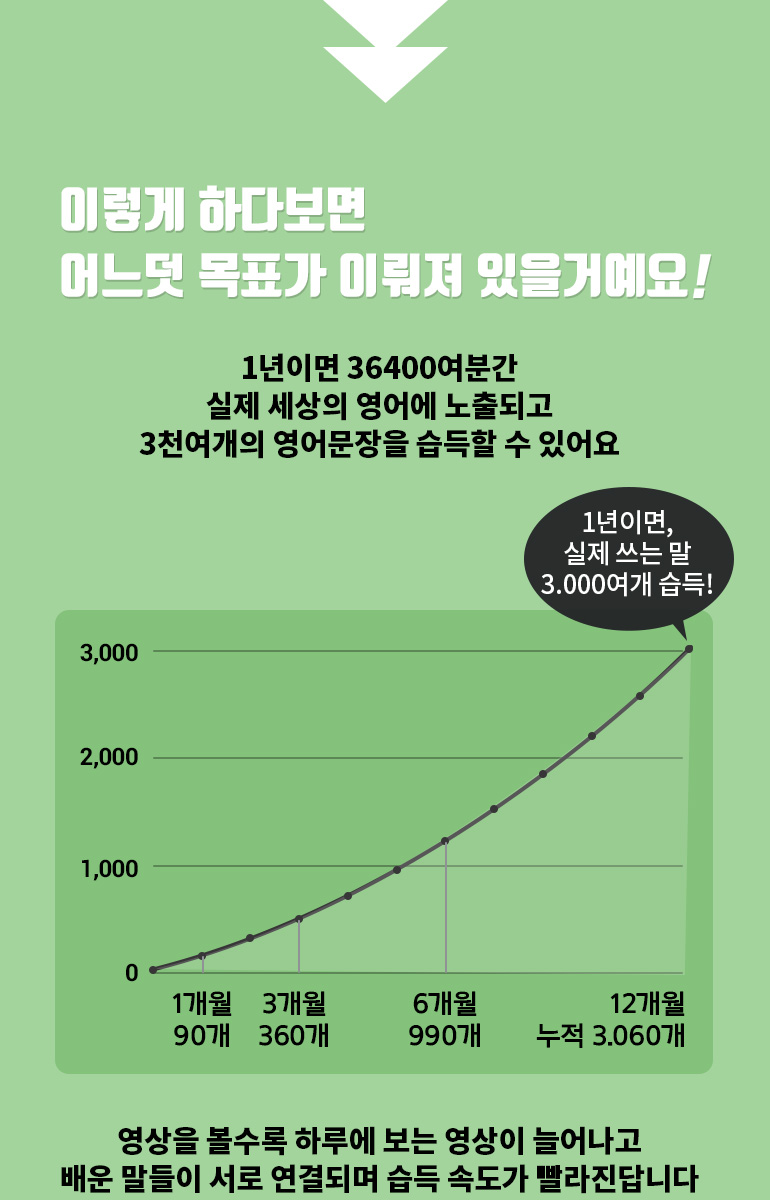 이렇게 하다보면
어느덧 목표가 이뤄져 있을거예요!
1년이면 36400여분간
실제 세상의 영어에 노출되고
3천여개의 영어문장을 습득할 수 있어요
1년이면,
실제 쓰는 말
3.000여개 습득!
3,000
2,000
1,000
0
1개월 3개월 6개월 12개월
90개 360개 990개 누적 3.060개
영상을 볼수록 하루에 보는 영상이 늘어나고
배운 말들이 서로 연결되며 습득 속도가 빨라진답니다